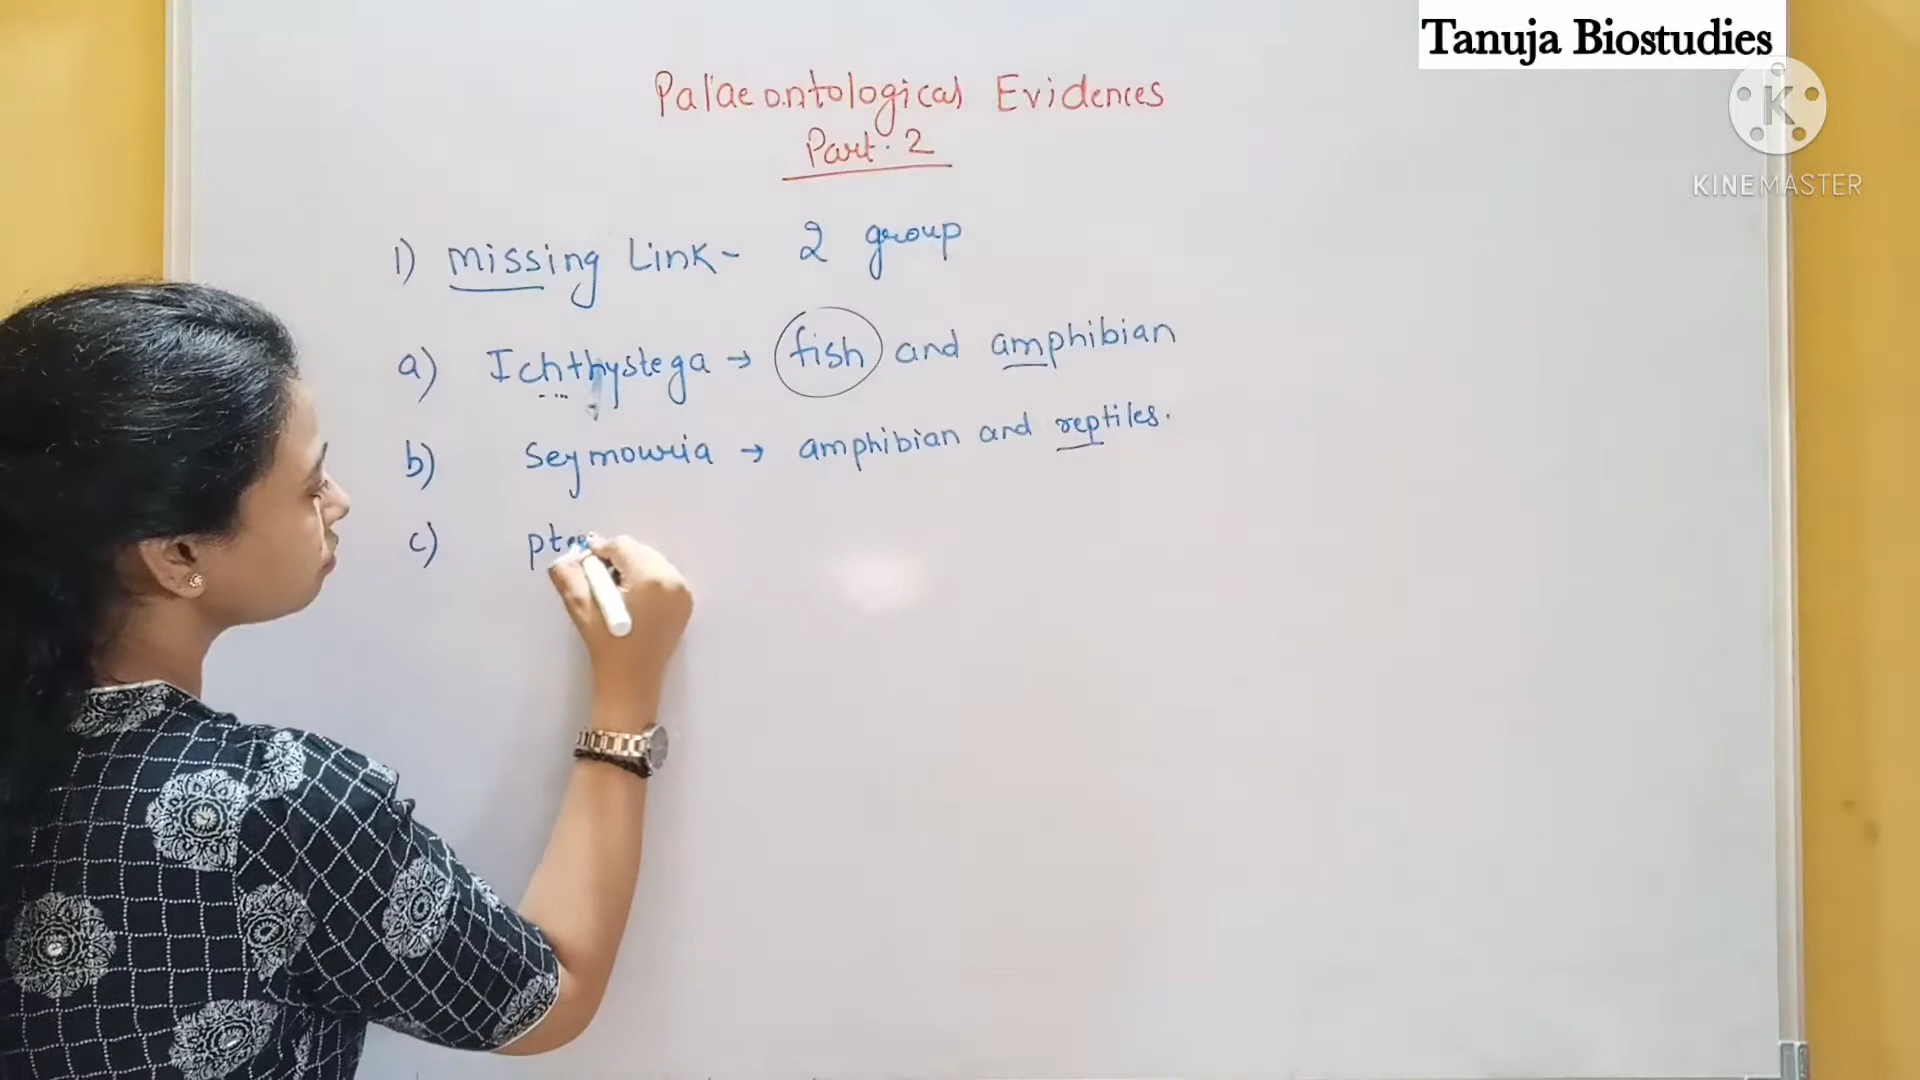 Tanuja Biostudies
KINEMASTER
Palaeontological Evidences
Part. 2
1) Missing Link - 2 group
a) Ichthystega → fish and amphibian
b) Seymouria → amphibian and reptiles.
c)